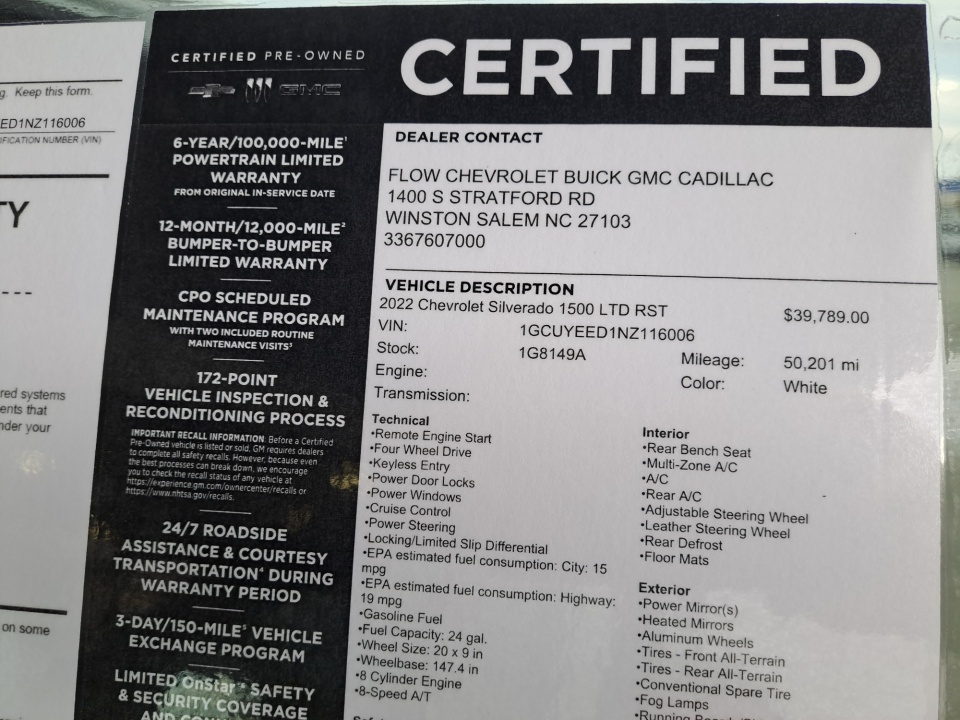 g. Keep this form.
ED1NZ116006
IFICATION NUMBER (VIN)
TY
red systems
ents that
nder your
on some
CERTIFIED PRE-OWNED
GMC
CERTIFIED
6-YEAR/100,000-MILE¹
POWERTRAIN LIMITED
WARRANTY
FROM ORIGINAL IN-SERVICE DATE
12-MONTH/12,000-MILE²
BUMPER-TO-BUMPER
LIMITED WARRANTY
CPO SCHEDULED
MAINTENANCE PROGRAM
WITH TWO INCLUDED ROUTINE
MAINTENANCE VISITS³
172-POINT
VEHICLE INSPECTION &
RECONDITIONING PROCESS
IMPORTANT RECALL INFORMATION: Before a Certified
Pre-Owned vehicle is listed or sold, GM requires dealers
to complete all safety recalls. However, because even
the best processes can break down, we encourage
you to check the recall status of any vehicle at
https://experience.gm.com/ownercenter/recalls or
https://www.nhtsa.gov/recalls.
24/7 ROADSIDE
ASSISTANCE & COURTESY
TRANSPORTATION⁴ DURING
WARRANTY PERIOD
3-DAY/150-MILE⁵ VEHICLE
EXCHANGE PROGRAM
LIMITED OnStar SAFETY
& SECURITY COVERAGE
DEALER CONTACT
FLOW CHEVROLET BUICK GMC CADILLAC
1400 S STRATFORD RD
WINSTON SALEM NC 27103
3367607000
VEHICLE DESCRIPTION
2022 Chevrolet Silverado 1500 LTD RST $39,789.00
VIN: 1GCUYEED1NZ116006
Stock: 1G8149A Mileage: 50,201 mi
Engine: Color: White
Transmission:
Technical
•Remote Engine Start
•Four Wheel Drive
•Keyless Entry
•Power Door Locks
•Power Windows
•Cruise Control
•Power Steering
•Locking/Limited Slip Differential
•EPA estimated fuel consumption: City: 15
mpg
•EPA estimated fuel consumption: Highway:
19 mpg
•Gasoline Fuel
•Fuel Capacity: 24 gal.
•Wheel Size: 20 x 9 in
•Wheelbase: 147.4 in
•8 Cylinder Engine
•8-Speed A/T
Interior
•Rear Bench Seat
•Multi-Zone A/C
•A/C
•Rear A/C
•Adjustable Steering Wheel
•Leather Steering Wheel
•Rear Defrost
•Floor Mats
Exterior
•Power Mirror(s)
•Heated Mirrors
•Aluminum Wheels
•Tires - Front All-Terrain
•Tires - Rear All-Terrain
•Conventional Spare Tire
•Fog Lamps
•Running